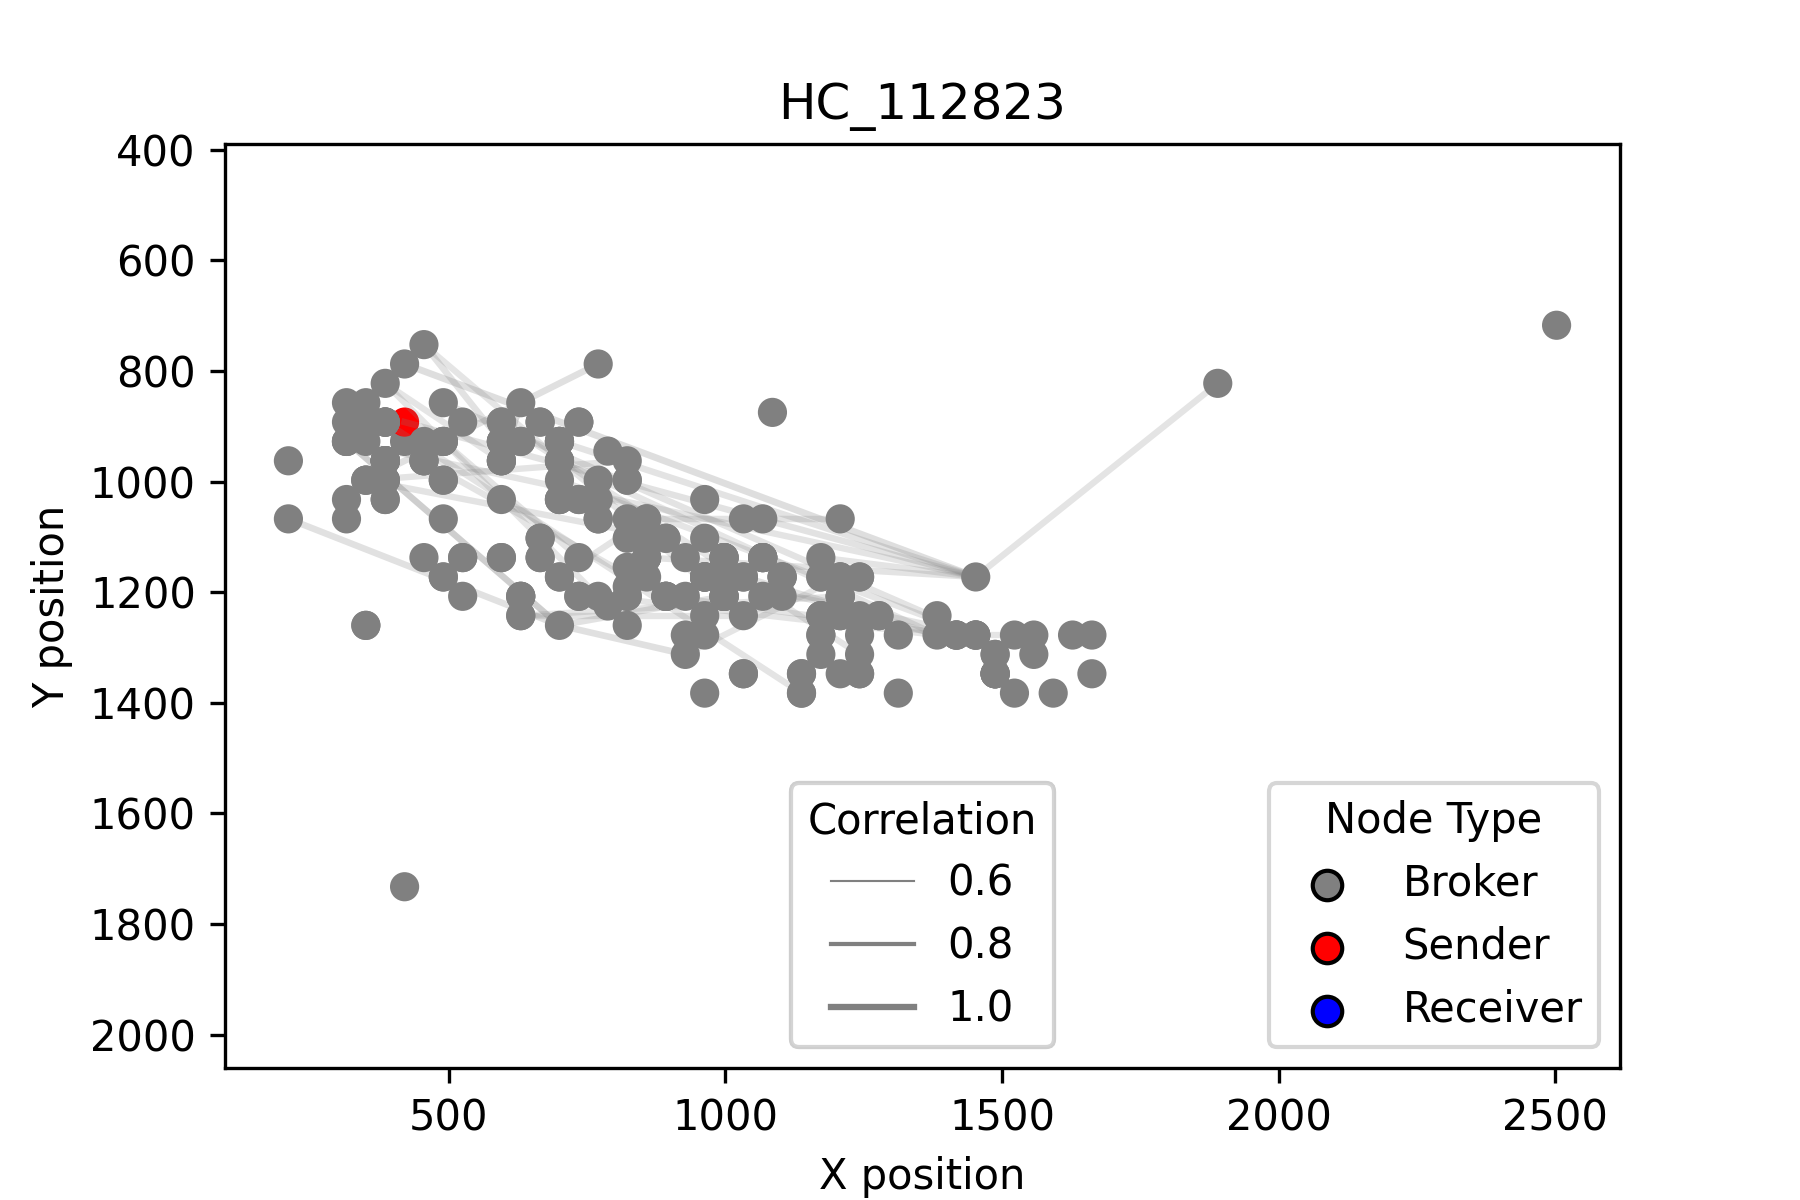 HC_112823
400
600
800
1000
1200
1400
1600
1800
2000
Y position
500
1000
1500
2000
2500
X position
Correlation
0.6
0.8
1.0
Node Type
Broker
Sender
Receiver